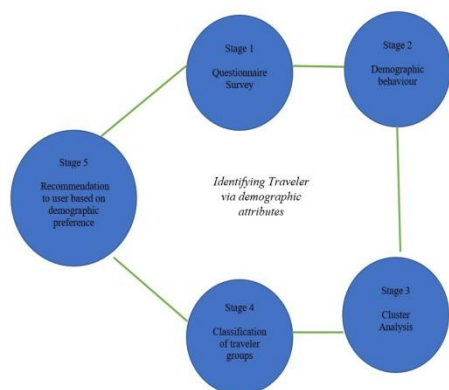 Stage 1
Questionnaire
Survey
Stage 2
Demographic
behaviour
Stage 3
Cluster
Analysis
Stage 4
Classification
of traveler
groups
Stage 5
Recommendation
to user based on
demographic
preference
Identifying Traveler
via demographic
attributes